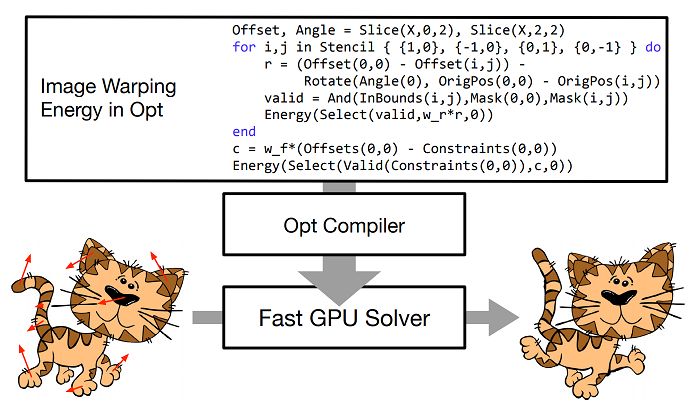 Image Warping
Energy in Opt
Offset, Angle = Slice(X,0,2), Slice(X,2,2)
for i,j in Stencil { {1,0}, {-1,0}, {0,1}, {0,-1} } do
r = (Offset(0,0) - Offset(i,j)) -
Rotate(Angle(0), OrigPos(0,0) - OrigPos(i,j))
valid = And(InBounds(i,j),Mask(0,0),Mask(i,j))
Energy(Select(valid,w_r*r,0))
end
c = w_f*(Offsets(0,0) - Constraints(0,0))
Energy(Select(Valid(Constraints(0,0)),c,0))
Opt Compiler
Fast GPU Solver